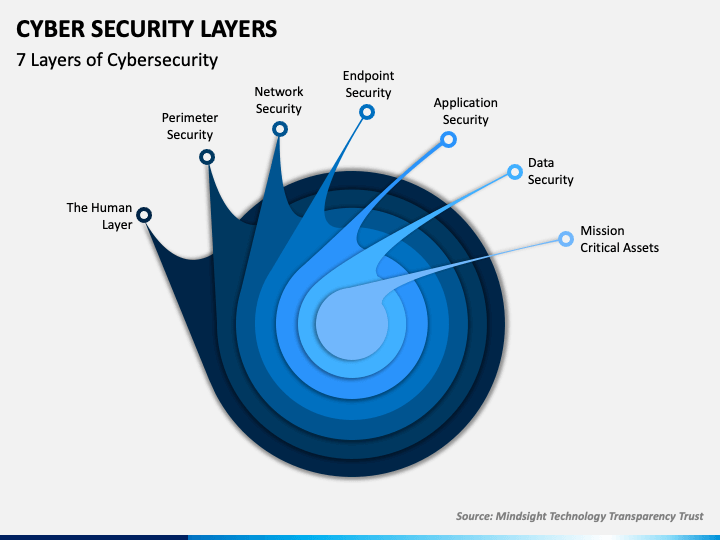 CYBER SECURITY LAYERS
7 Layers of Cybersecurity
Endpoint
Security
Network
Security
Application
Security
Perimeter
Security
Data
Security
The Human
Layer
Mission
Critical Assets
Source: Mindsight Technology Transparency Trust